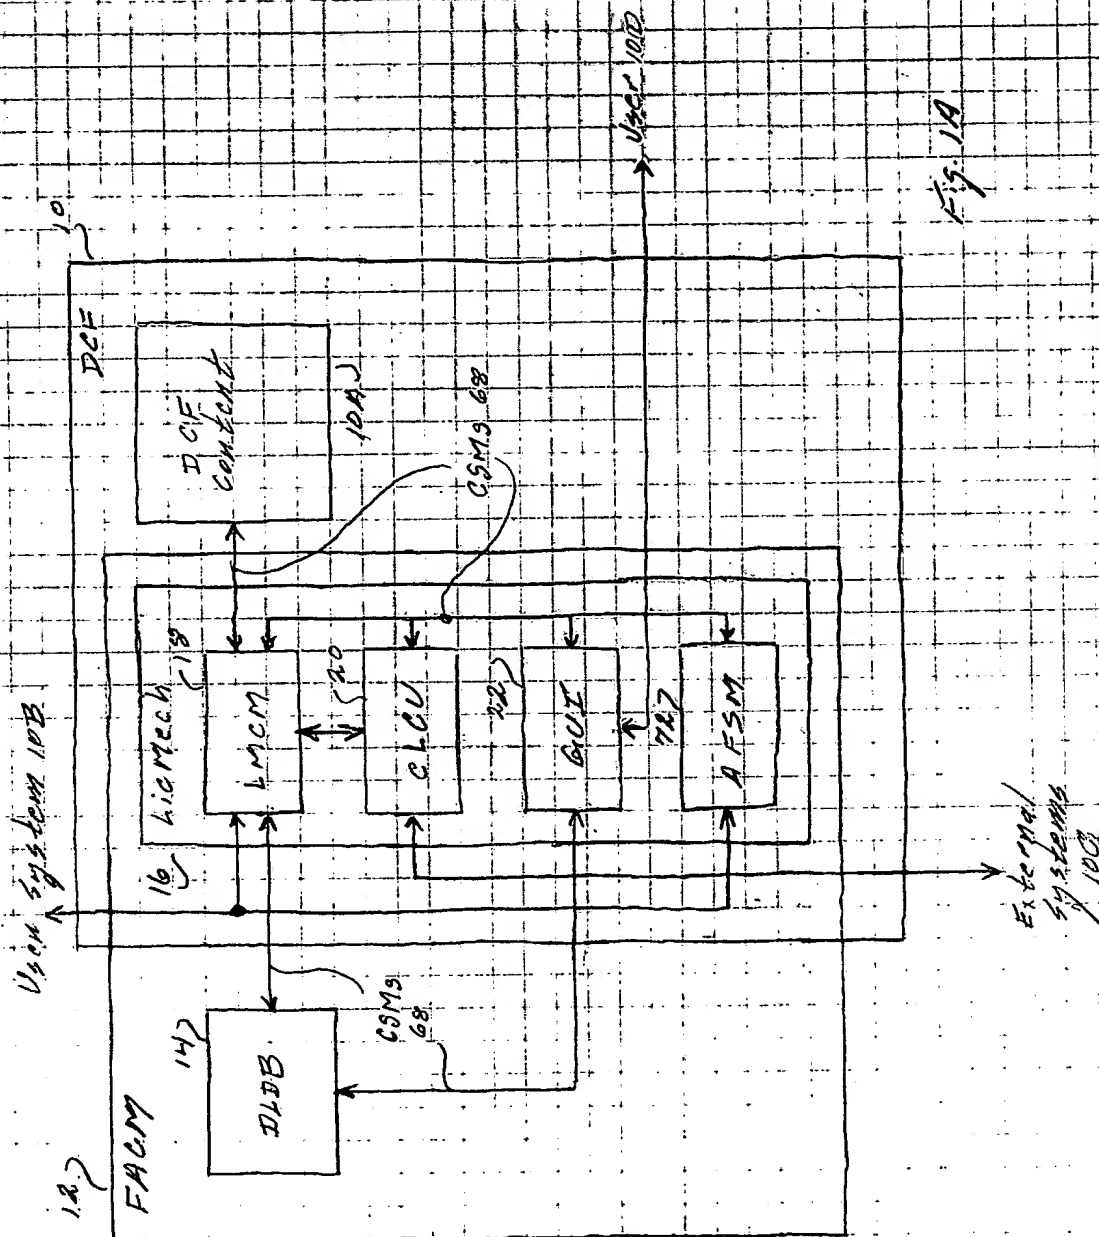 User System 10B
12
FACM
14
DLDB
CSMs
68
16
LicMech
18
LMCM
20
CLCU
22
GUI
72
AFSM
10
DCF
DCF
Content
10A
CSMs 68
User 10D
External
Systems
10C
Fig. 1A